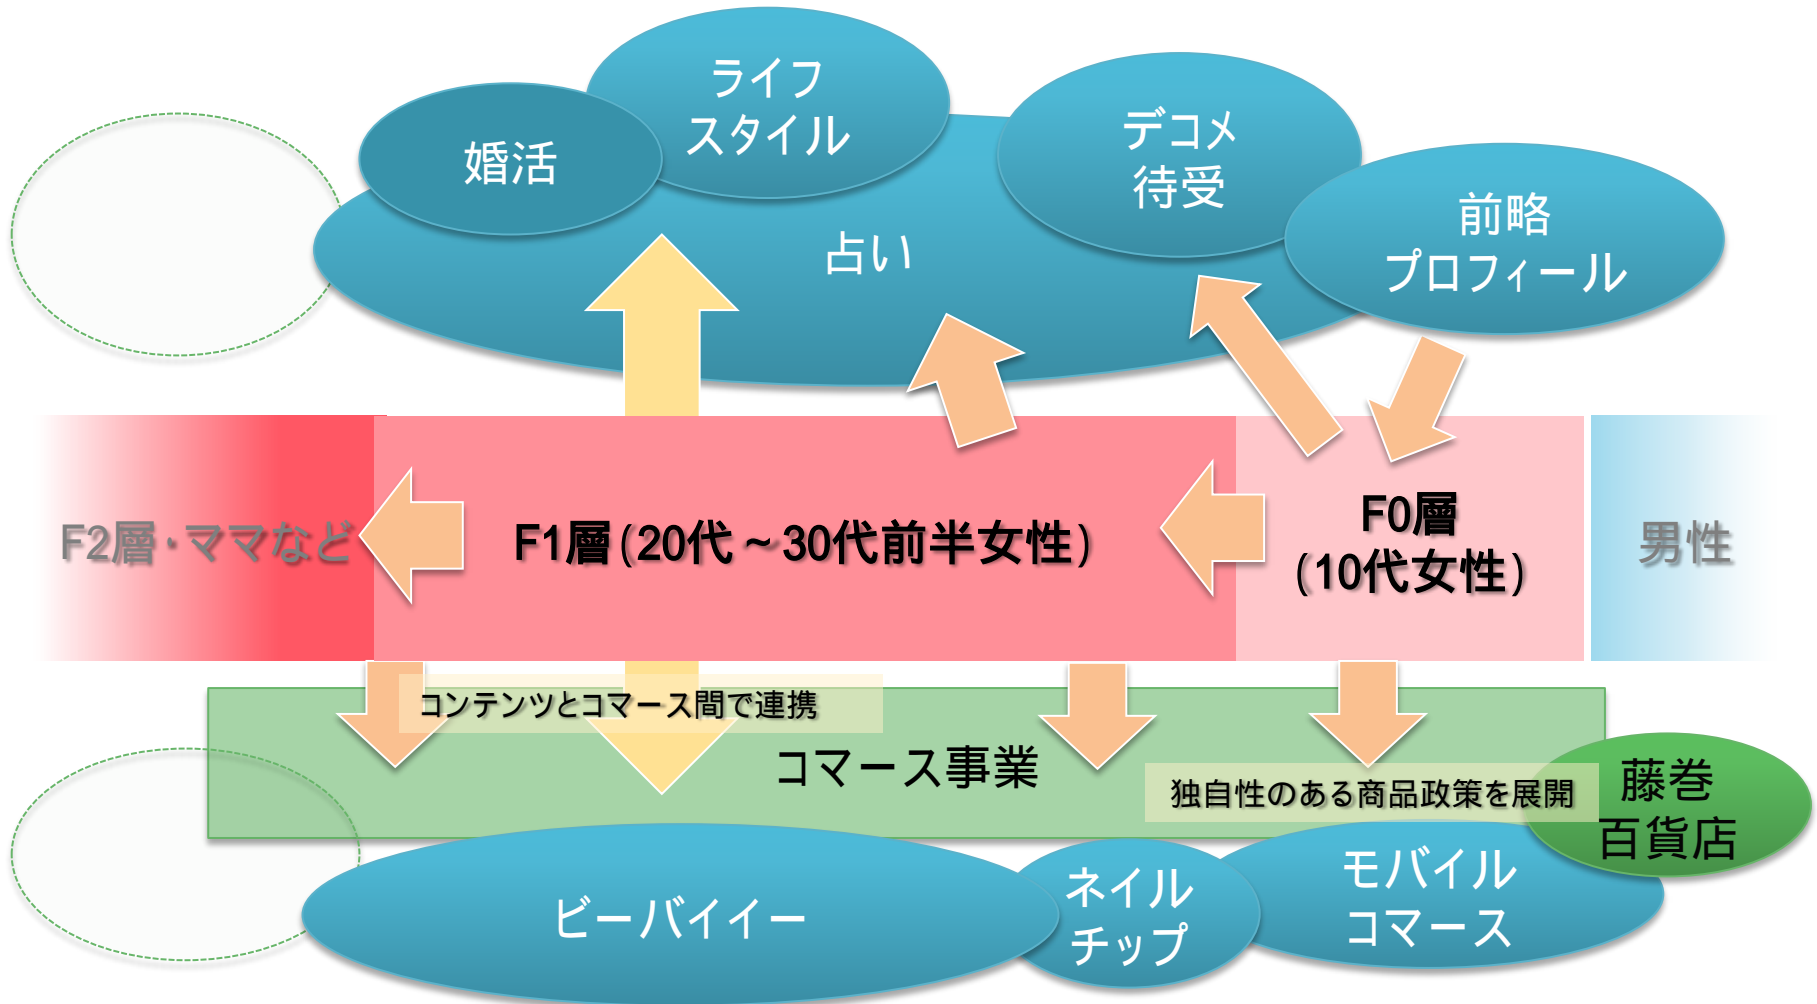 ライフ
スタイル
婚活
デコメ
待受
前略
プロフィール
占い
F2層・ママなど
F1層(20代～30代前半女性)
F0層
(10代女性)
男性
コンテンツとコマース間で連携
コマース事業
独自性のある商品政策を展開
藤巻
百貨店
ビーバイイー
ネイル
チップ
モバイル
コマース